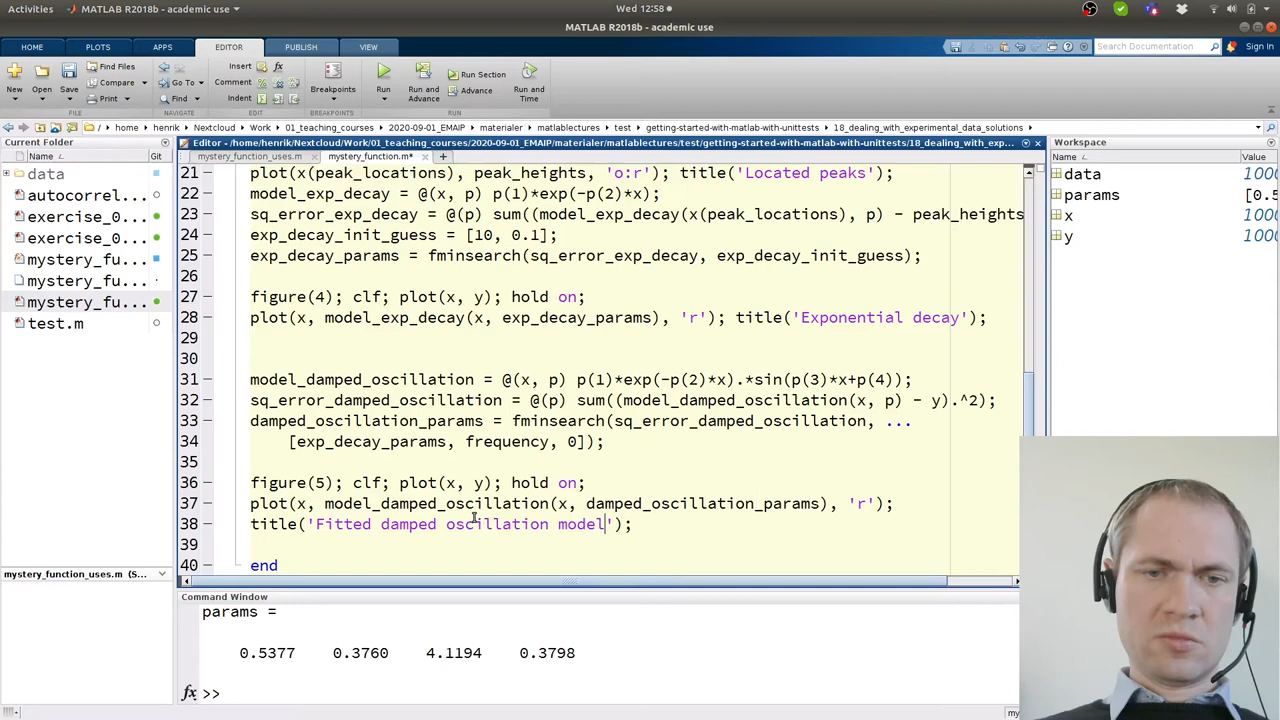 Activities
MATLAB R2018b - academic use
Wed 12:58
MATLAB R2018b - academic use
HOME
PLOTS
APPS
EDITOR
PUBLISH
VIEW
Search Documentation
Sign In
New
Open
Save
Find Files
Compare
Print
Go To
Find
Insert
Comment
Indent
Breakpoints
Run
Run and Advance
Run Section
Advance
Run and Time
FILE
NAVIGATE
EDIT
BREAKPOINTS
RUN
/ home henrik Nextcloud Work 01_teaching_courses 2020-09-01_EMAIP materialer matlablectures test getting-started-with-matlab-with-unittests 18_dealing_with_experimental_data_solutions
Current Folder
Name
Git
data
autocorrel...
exercise_0...
exercise_0...
mystery_fu...
mystery_fu...
mystery_fu...
test.m
mystery_function_uses.m (S...
Editor - /home/henrik/Nextcloud/Work/01_teaching_courses/2020-09-01_EMAIP/materialer/matlablectures/test/getting-started-with-matlab-with-unittests/18_dealing_with_exp...
mystery_function_uses.m
mystery_function.m*
21 plot(x(peak_locations), peak_heights, 'o:r'); title('Located peaks');
22 model_exp_decay = @(x, p) p(1)*exp(-p(2)*x);
23 sq_error_exp_decay = @(p) sum((model_exp_decay(x(peak_locations), p) - peak_heights
24 exp_decay_init_guess = [10, 0.1];
25 exp_decay_params = fminsearch(sq_error_exp_decay, exp_decay_init_guess);
26
27 figure(4); clf; plot(x, y); hold on;
28 plot(x, model_exp_decay(x, exp_decay_params), 'r'); title('Exponential decay');
29
30
31 model_damped_oscillation = @(x, p) p(1)*exp(-p(2)*x).*sin(p(3)*x+p(4));
32 sq_error_damped_oscillation = @(p) sum((model_damped_oscillation(x, p) - y).^2);
33 damped_oscillation_params = fminsearch(sq_error_damped_oscillation, ...
34 [exp_decay_params, frequency, 0]);
35
36 figure(5); clf; plot(x, y); hold on;
37 plot(x, model_damped_oscillation(x, damped_oscillation_params), 'r');
38 title('Fitted damped oscillation model');
39
40 end
Command Window
params =
0.5377 0.3760 4.1194 0.3798
fx >>
Workspace
Name
Value
data 1000
params [0.5
x 1000
y 1000
my